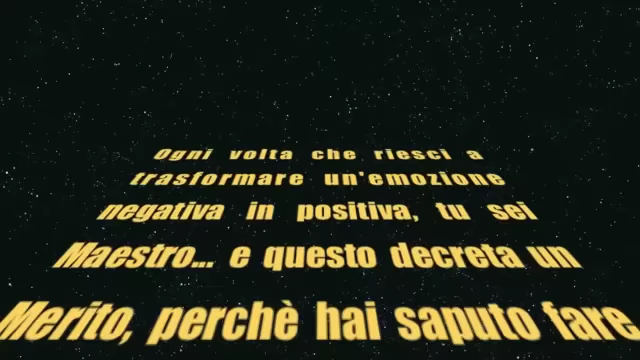 Ogni volta che riesci a
trasformare un'emozione
negativa in positiva, tu sei
Maestro... e questo decreta un
Merito, perchè hai saputo fare